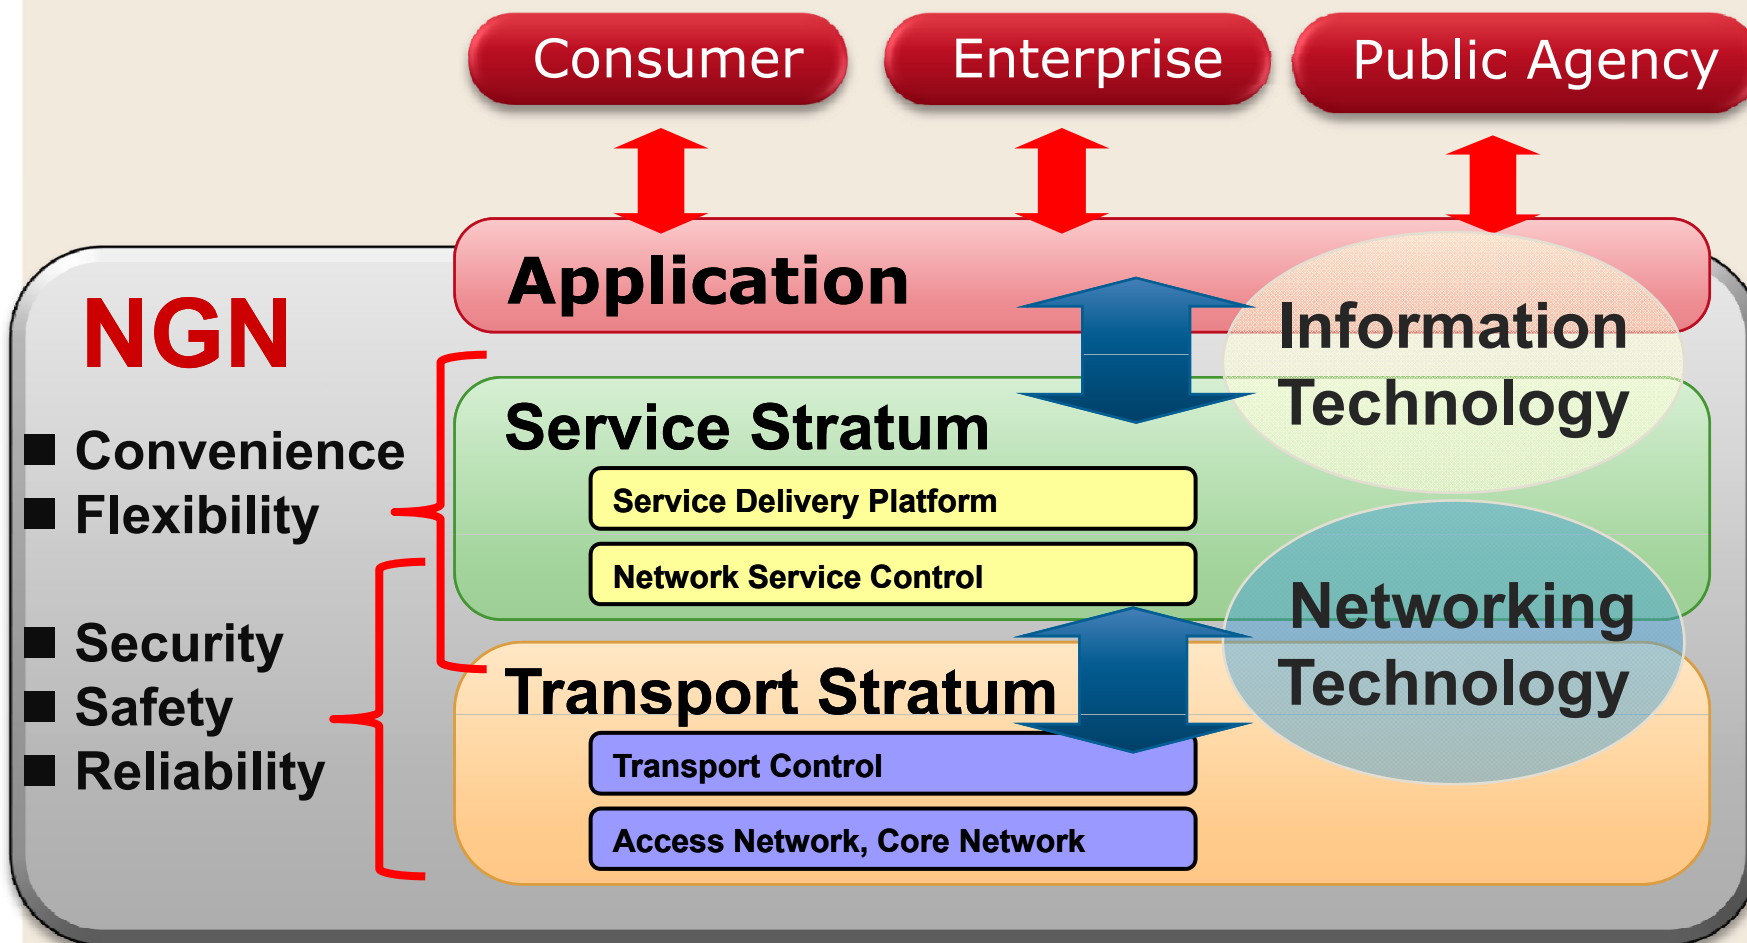 Consumer
Enterprise
Public Agency
NGN
Convenience
Flexibility
Security
Safety
Reliability
Application
Service Stratum
Service Delivery Platform
Network Service Control
Transport Stratum
Transport Control
Access Network, Core Network
Information
Technology
Networking
Technology